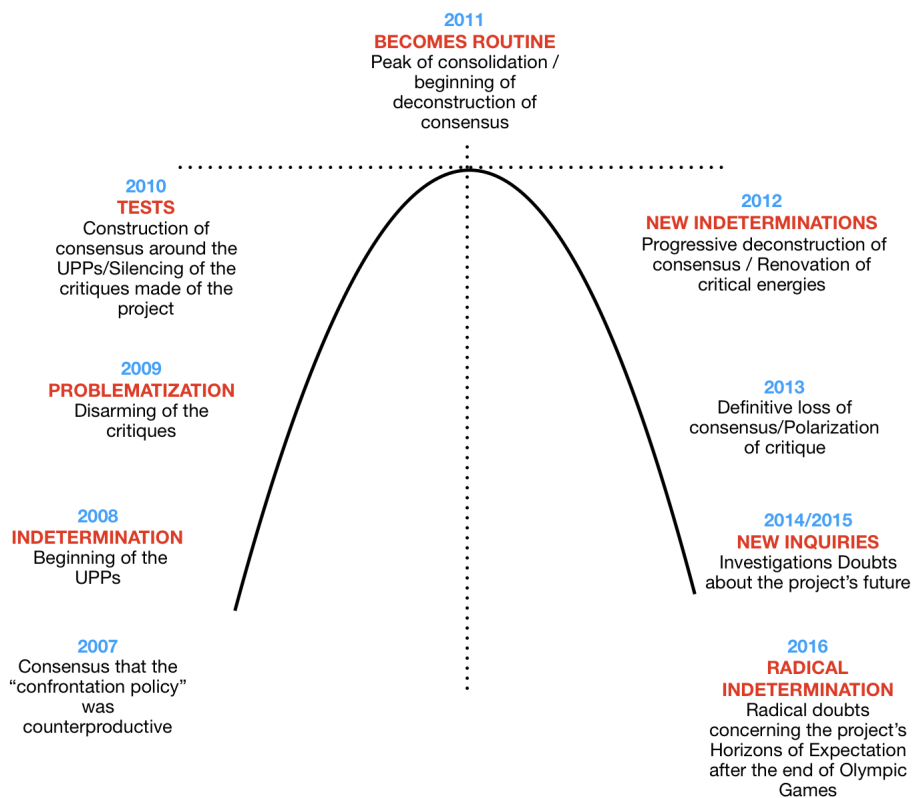 2011
BECOMES ROUTINE
Peak of consolidation /
beginning of
deconstruction of
consensus
2010
TESTS
Construction of
consensus around the
UPPs/Silencing of the
critiques made of the
project
2009
PROBLEMATIZATION
Disarming of the
critiques
2008
INDETERMINATION
Beginning of the
UPPs
2007
Consensus that the
“confrontation policy”
was
counterproductive
2012
NEW INDETERMINATIONS
Progressive deconstruction of
consensus / Renovation of
critical energies
2013
Definitive loss of
consensus/Polarization
of critique
2014/2015
NEW INQUIRIES
Investigations Doubts
about the project’s future
2016
RADICAL
INDETERMINATION
Radical doubts
concerning the project’s
Horizons of Expectation
after the end of Olympic
Games